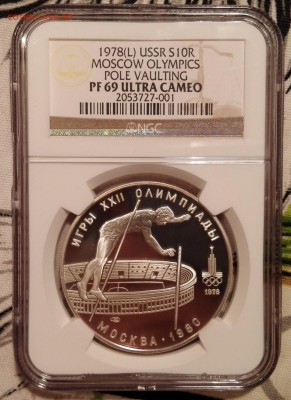 1978(L) USSR S10R
MOSCOW OLYMPICS
POLE VAULTING
PF 69 ULTRA CAMEO
2053727-001
NGC
ИГРЫ XXII ОЛИМПИАДЫ
1978
МОСКВА · 1980